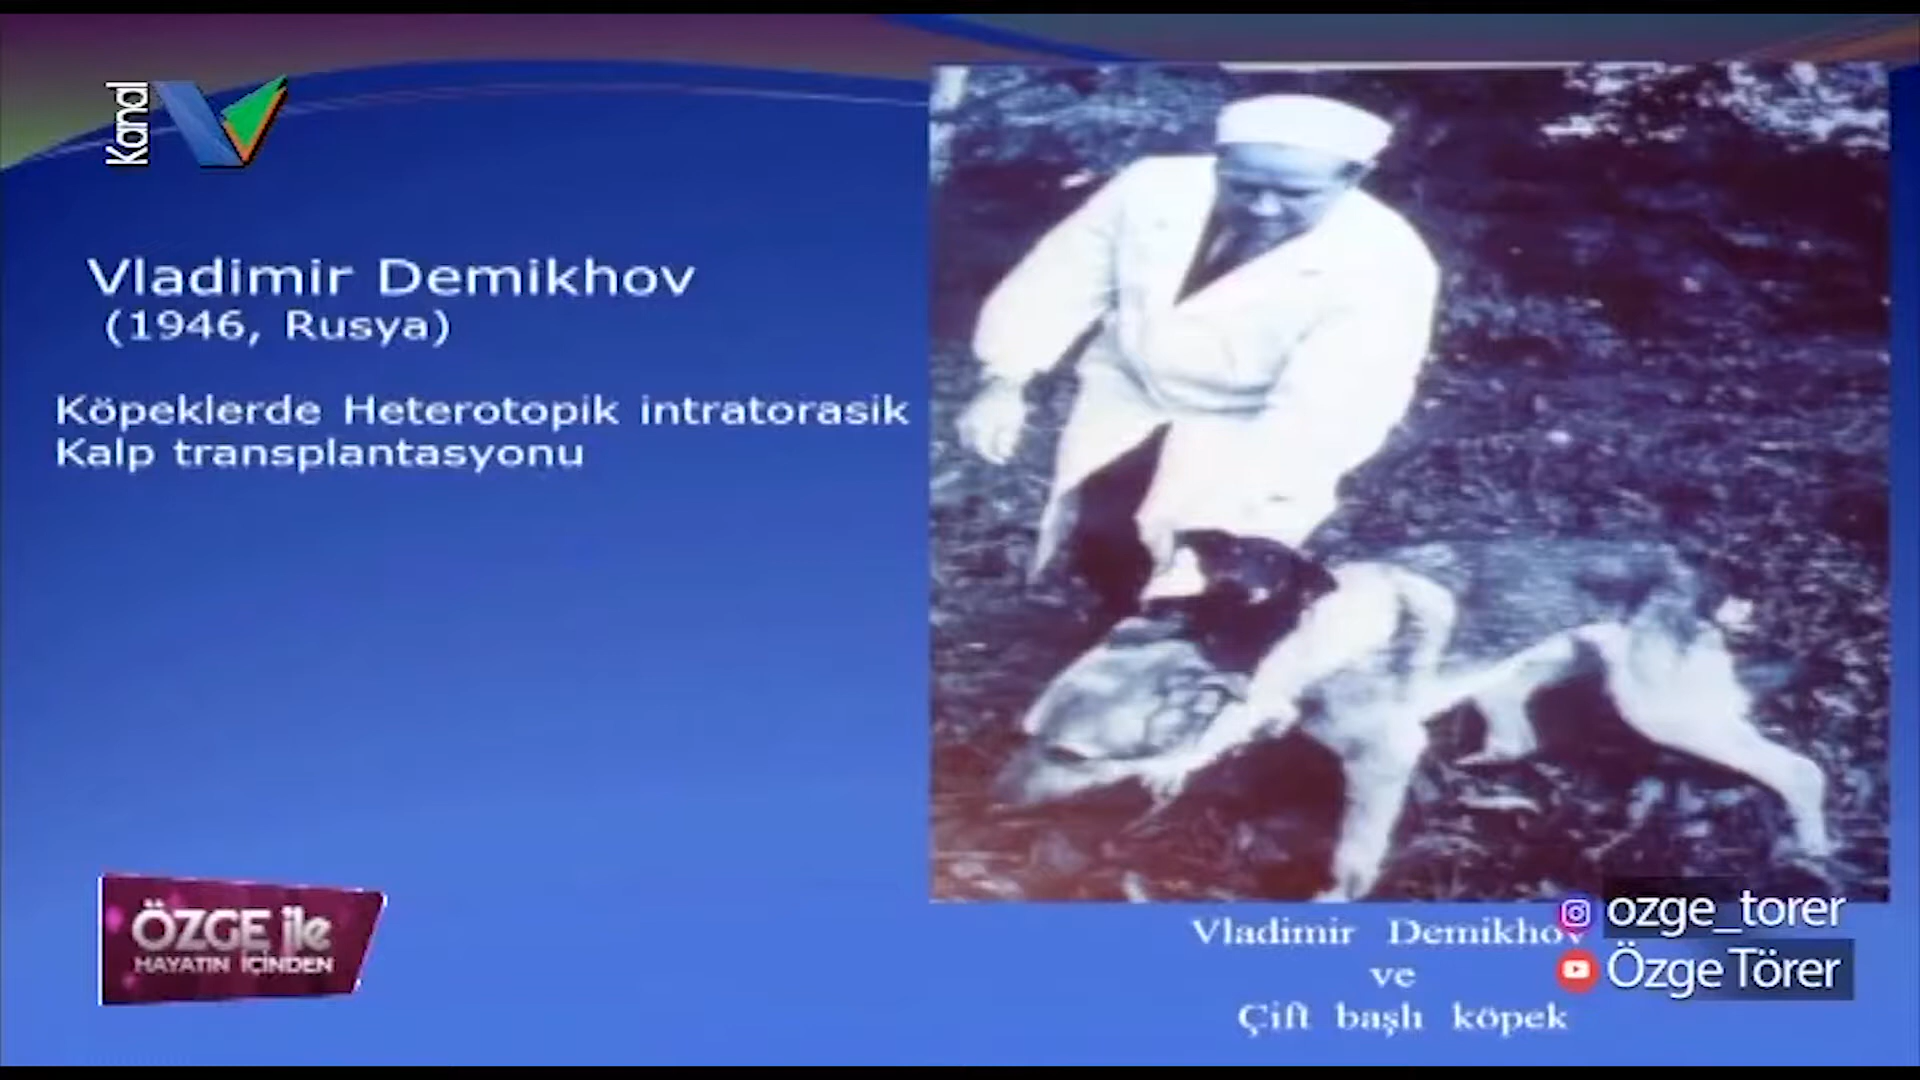 Kanal
Vladimir Demikhov
(1946, Rusya)
Köpeklerde Heterotopik intratorasik
Kalp transplantasyonu
ÖZGE ile
HAYATIN İÇİNDEN
Vladimir Demikhov
ve
Çift başlı köpek
ozge_torer
Özge Törer